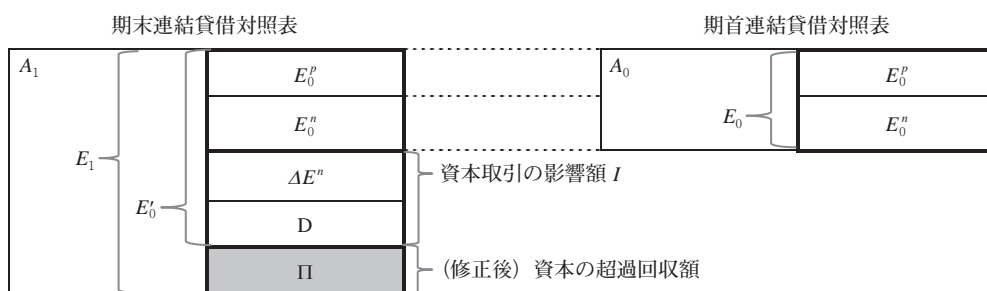 期末連結貸借対照表
期首連結貸借対照表
A₁
E₀ᵖ
A₀
E₀ᵖ
E₀ⁿ
E₀
E₀ⁿ
E₁
ΔEⁿ
資本取引の影響額 I
E′₀
D
Π
(修正後)資本の超過回収額